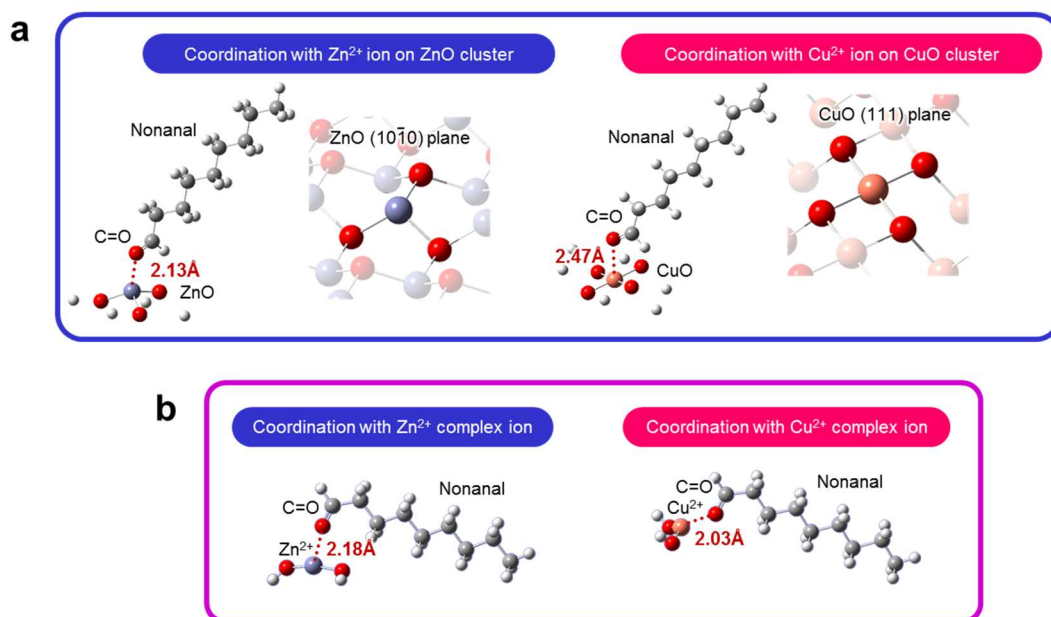 a
Coordination with Zn²⁺ ion on ZnO cluster
Coordination with Cu²⁺ ion on CuO cluster
Nonanal
ZnO (101̅0) plane
C=O
2.13Å
ZnO
Nonanal
CuO (111) plane
C=O
2.47Å
CuO
b
Coordination with Zn²⁺ complex ion
Coordination with Cu²⁺ complex ion
Nonanal
C=O
Zn²⁺
2.18Å
Nonanal
C=O
Cu²⁺
2.03Å